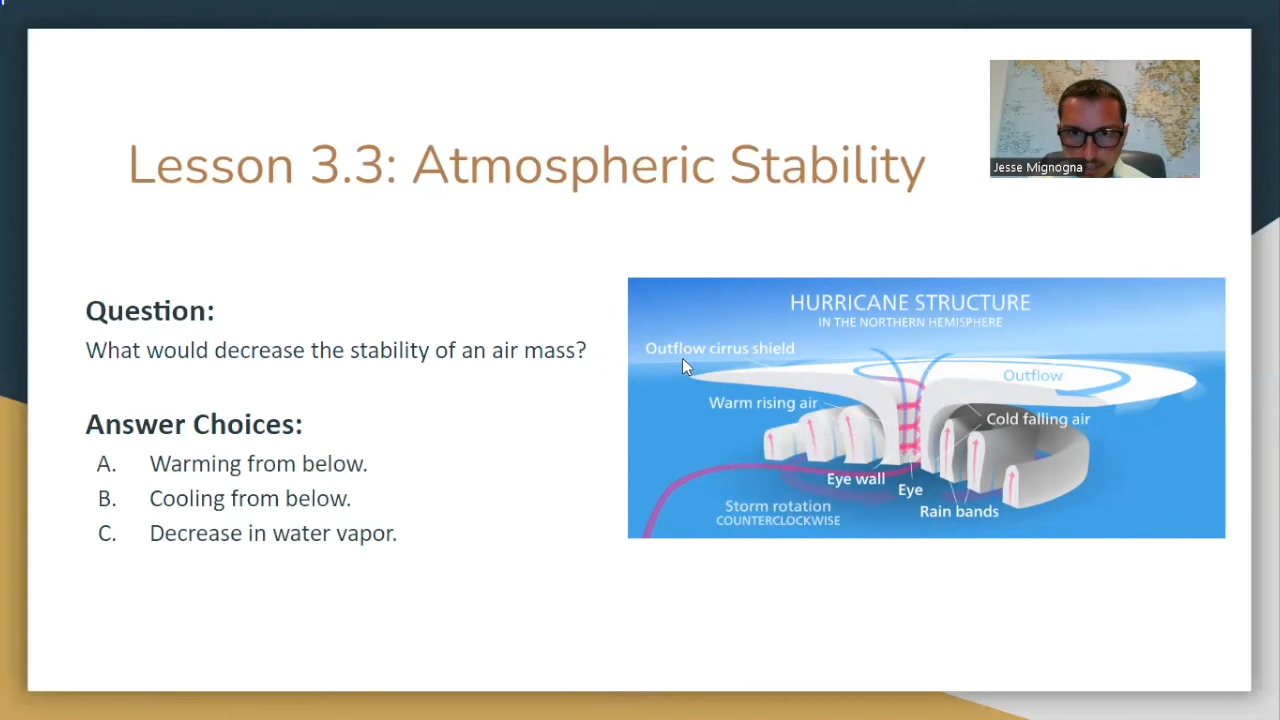 Lesson 3.3: Atmospheric Stability
Jesse Mignogna
Question:
What would decrease the stability of an air mass?
Answer Choices:
A. Warming from below.
B. Cooling from below.
C. Decrease in water vapor.
HURRICANE STRUCTURE
IN THE NORTHERN HEMISPHERE
Outflow cirrus shield
Outflow
Warm rising air
Cold falling air
Eye wall
Eye
Rain bands
Storm rotation
COUNTERCLOCKWISE